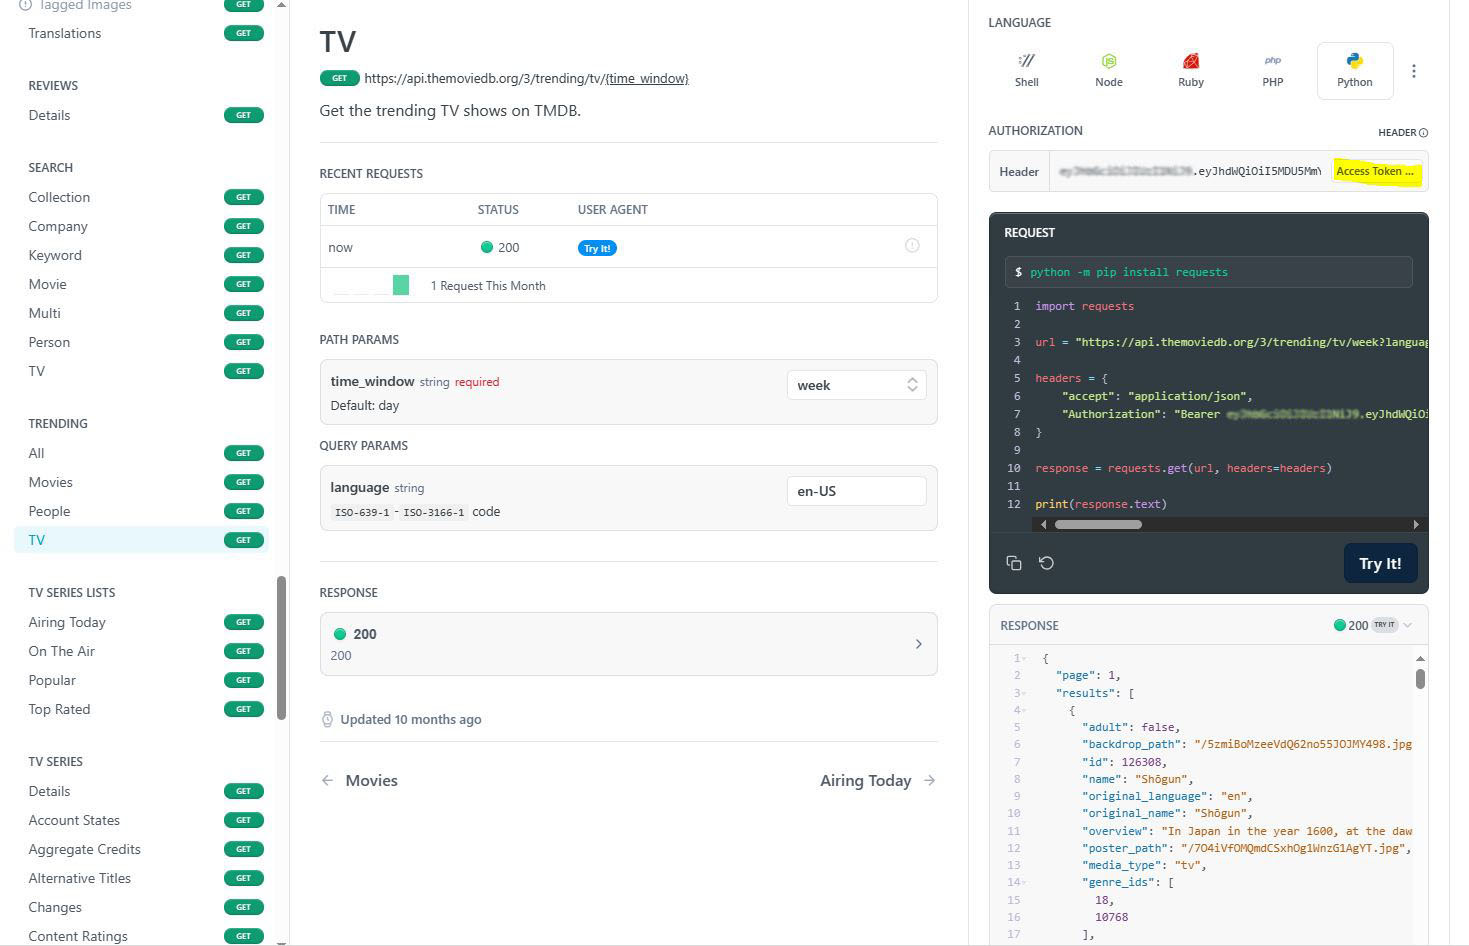 Tagged Images GET
Translations GET
REVIEWS
Details GET
SEARCH
Collection GET
Company GET
Keyword GET
Movie GET
Multi GET
Person GET
TV GET
TRENDING
All GET
Movies GET
People GET
TV GET
TV SERIES LISTS
Airing Today GET
On The Air GET
Popular GET
Top Rated GET
TV SERIES
Details GET
Account States GET
Aggregate Credits GET
Alternative Titles GET
Changes GET
Content Ratings GET
TV
GET https://api.themoviedb.org/3/trending/tv/{time_window}
Get the trending TV shows on TMDB.
RECENT REQUESTS
TIME STATUS USER AGENT
now 200 Try It!
1 Request This Month
PATH PARAMS
time_window string required week
Default: day
QUERY PARAMS
language string en-US
ISO-639-1 - ISO-3166-1 code
RESPONSE
200
200
Updated 10 months ago
Movies Airing Today
LANGUAGE
Shell Node Ruby php PHP Python
AUTHORIZATION HEADER
Header .eyJhdWQiOiI5MDU5MmY Access Token ...
REQUEST
$ python -m pip install requests
1 import requests
2
3 url = "https://api.themoviedb.org/3/trending/tv/week?languag
4
5 headers = {
6 "accept": "application/json",
7 "Authorization": "Bearer .eyJhdWQiOi
8 }
9
10 response = requests.get(url, headers=headers)
11
12 print(response.text)
Try It!
RESPONSE 200 TRY IT
1 {
2 "page": 1,
3 "results": [
4 {
5 "adult": false,
6 "backdrop_path": "/5zmiBoMzeeVdQ62no55JOJMY498.jpg
7 "id": 126308,
8 "name": "Shōgun",
9 "original_language": "en",
10 "original_name": "Shōgun",
11 "overview": "In Japan in the year 1600, at the daw
12 "poster_path": "/7O4iVfOMQmdCSxhOg1WnzG1AgYT.jpg",
13 "media_type": "tv",
14 "genre_ids": [
15 18,
16 10768
17 ],